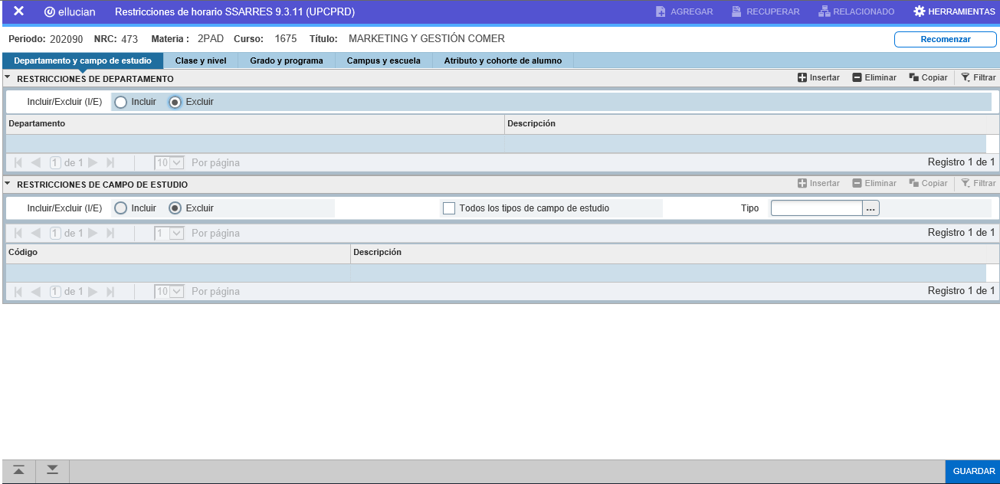 ✕ ellucian Restricciones de horario SSARRES 9.3.11 (UPCPRD) AGREGAR RECUPERAR RELACIONADO HERRAMIENTAS
Periodo: 202090 NRC: 473 Materia : 2PAD Curso: 1675 Título: MARKETING Y GESTIÓN COMER Recomenzar
Departamento y campo de estudio Clase y nivel Grado y programa Campus y escuela Atributo y cohorte de alumno
RESTRICCIONES DE DEPARTAMENTO Insertar Eliminar Copiar Filtrar
Incluir/Excluir (I/E) Incluir Excluir
Departamento Descripción
1 de 1 10 Por página Registro 1 de 1
RESTRICCIONES DE CAMPO DE ESTUDIO Insertar Eliminar Copiar Filtrar
Incluir/Excluir (I/E) Incluir Excluir Todos los tipos de campo de estudio Tipo ...
1 de 1 1 Por página Registro 1 de 1
Código Descripción
1 de 1 10 Por página Registro 1 de 1
GUARDAR